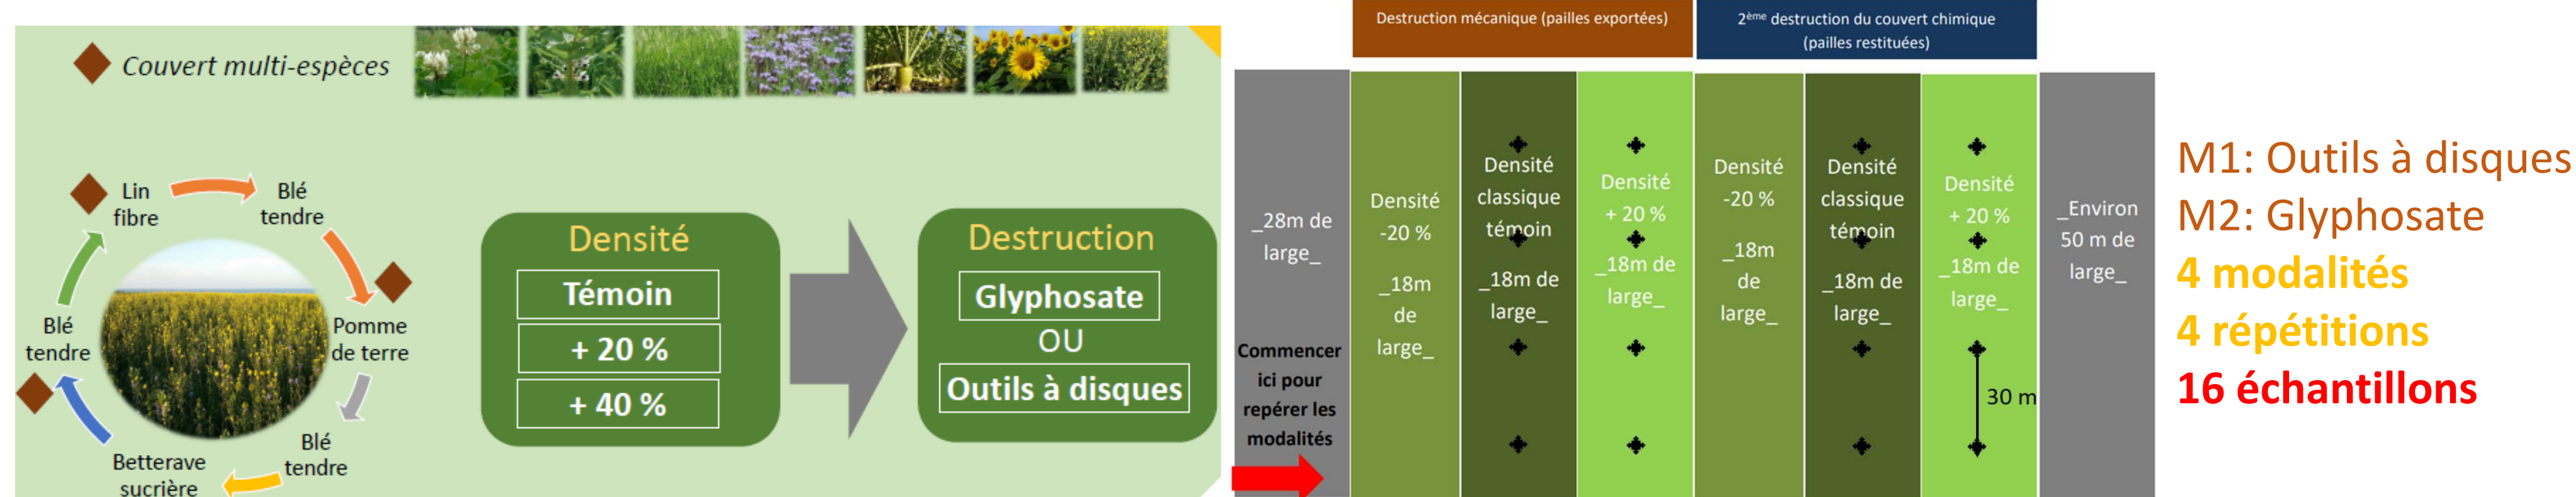 Couvert multi-espèces
Lin
fibre
Blé
tendre
Pomme
de terre
Blé
tendre
Betterave
sucrière
Blé
tendre
Densité
Témoin
+ 20 %
+ 40 %
Destruction
Glyphosate
OU
Outils à disques
Destruction mécanique (pailles exportées)
2ème destruction du couvert chimique
(pailles restituées)
_28m de
large_
Commencer
ici pour
repérer les
modalités
Densité
-20 %
_18m
de
large_
Densité
classique
témoin
_18m de
large_
Densité
+ 20 %
_18m de
large_
Densité
-20 %
_18m
de
large_
Densité
classique
témoin
_18m de
large_
Densité
+ 20 %
_18m de
large_
30 m
_Environ
50 m de
large_
M1: Outils à disques
M2: Glyphosate
4 modalités
4 répétitions
16 échantillons